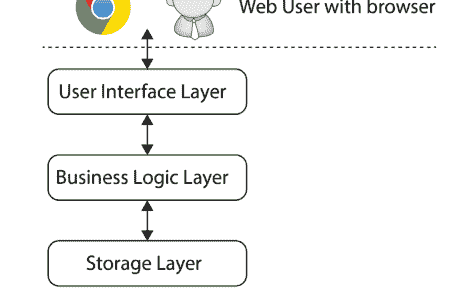 Web User with browser
User Interface Layer
Business Logic Layer
Storage Layer